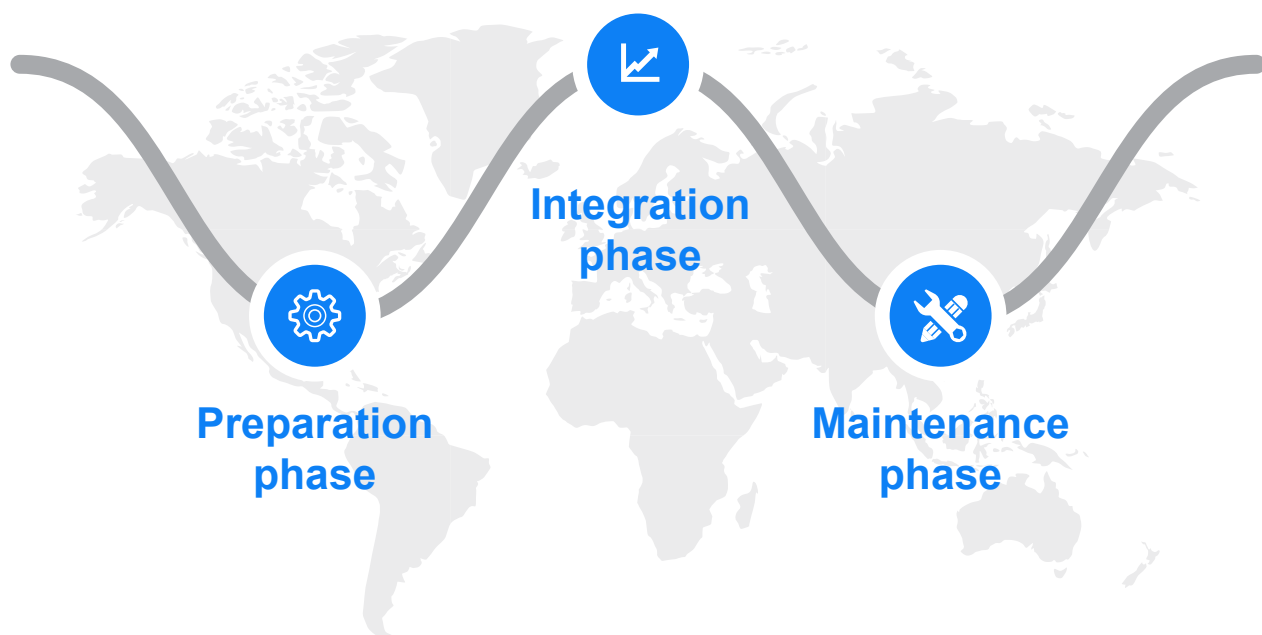 Preparation
phase
Integration
phase
Maintenance
phase